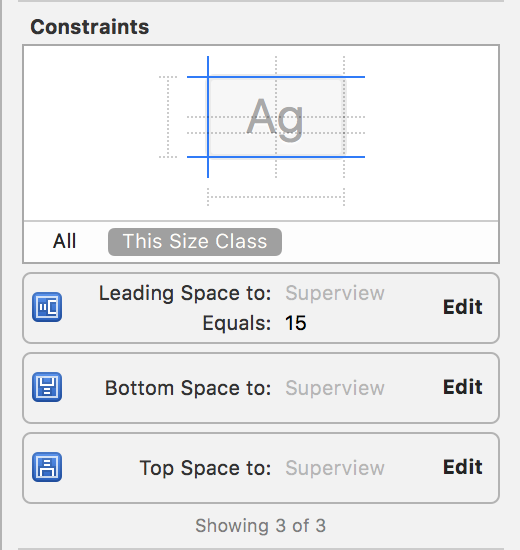 Constraints
Ag
All This Size Class
Leading Space to: Superview Edit
Equals: 15
Bottom Space to: Superview Edit
Top Space to: Superview Edit
Showing 3 of 3